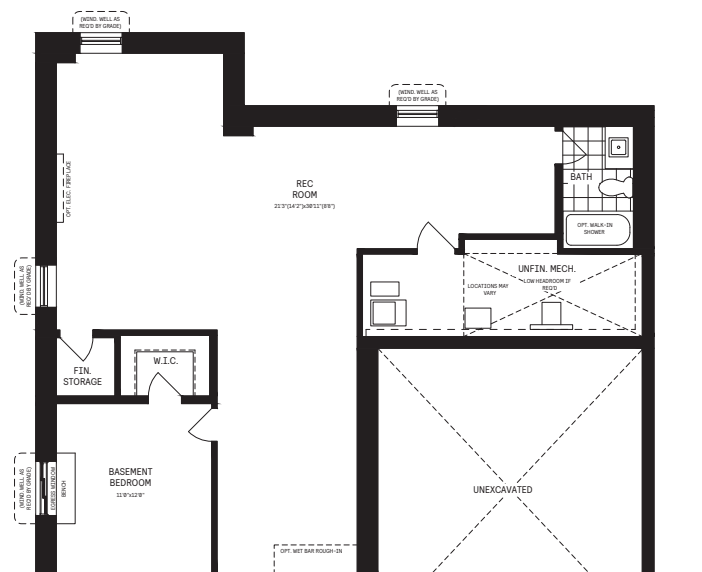 (WIND. WELL AS
REQ'D BY GRADE)
(WIND. WELL AS
REQ'D BY GRADE)
OPT. ELEC. FIREPLACE
REC
ROOM
21'3"(14'2")x30'11"(8'6")
BATH
OPT. WALK-IN
SHOWER
(WIND. WELL AS
REQ'D BY GRADE)
UNFIN. MECH.
LOCATIONS MAY
VARY
LOW HEADROOM IF
REQ'D
FIN.
STORAGE
W.I.C.
BASEMENT
BEDROOM
11'0"x12'0"
(WIND. WELL AS
REQ'D BY GRADE)
EGRESS WINDOW
BENCH
UNEXCAVATED
OPT. WET BAR ROUGH-IN